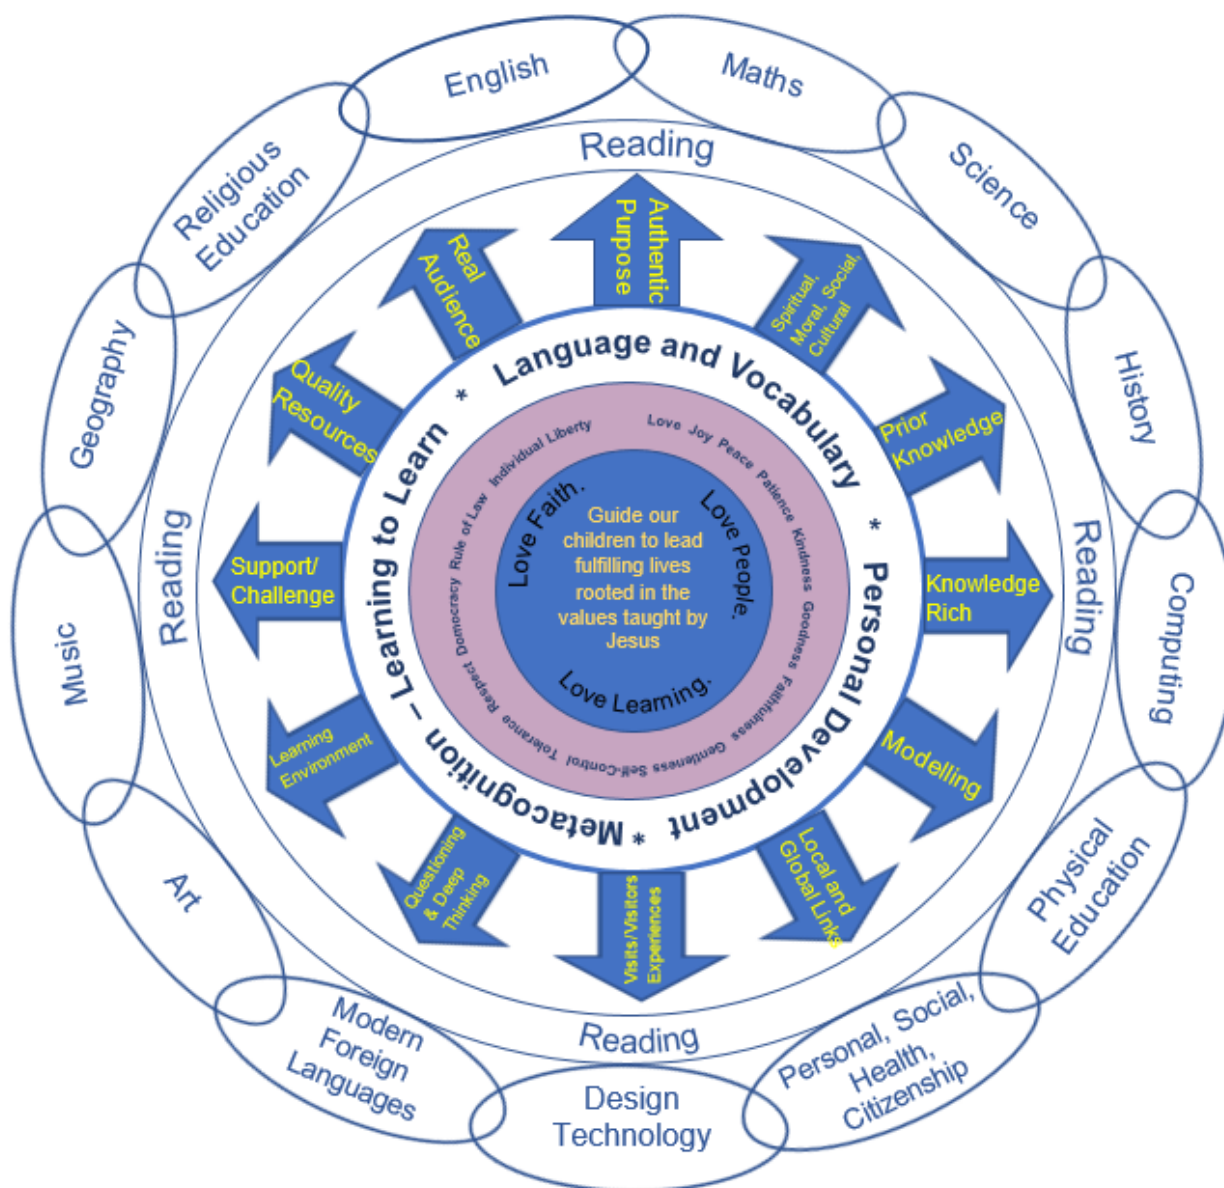 English
Maths
Science
History
Computing
Physical
Education
Personal, Social,
Health,
Citizenship
Design
Technology
Modern
Foreign
Languages
Art
Music
Geography
Religious
Education
Reading
Reading
Reading
Reading
Authentic
Purpose
Spiritual,
Moral, Social,
Cultural
Prior
Knowledge
Knowledge
Rich
Modelling
Local and
Global Links
Visits/Visitors
Experiences
Questioning
& Deep
Thinking
Learning
Environment
Support/
Challenge
Quality
Resources
Real
Audience
* Language and Vocabulary * Personal Development * Metacognition – Learning to Learn
Love Joy Peace Patience Kindness Goodness Faithfulness Gentleness Self-Control Tolerance Respect Democracy Rule of Law Individual Liberty
Love Faith.
Love People.
Love Learning.
Guide our
children to lead
fulfilling lives
rooted in the
values taught by
Jesus